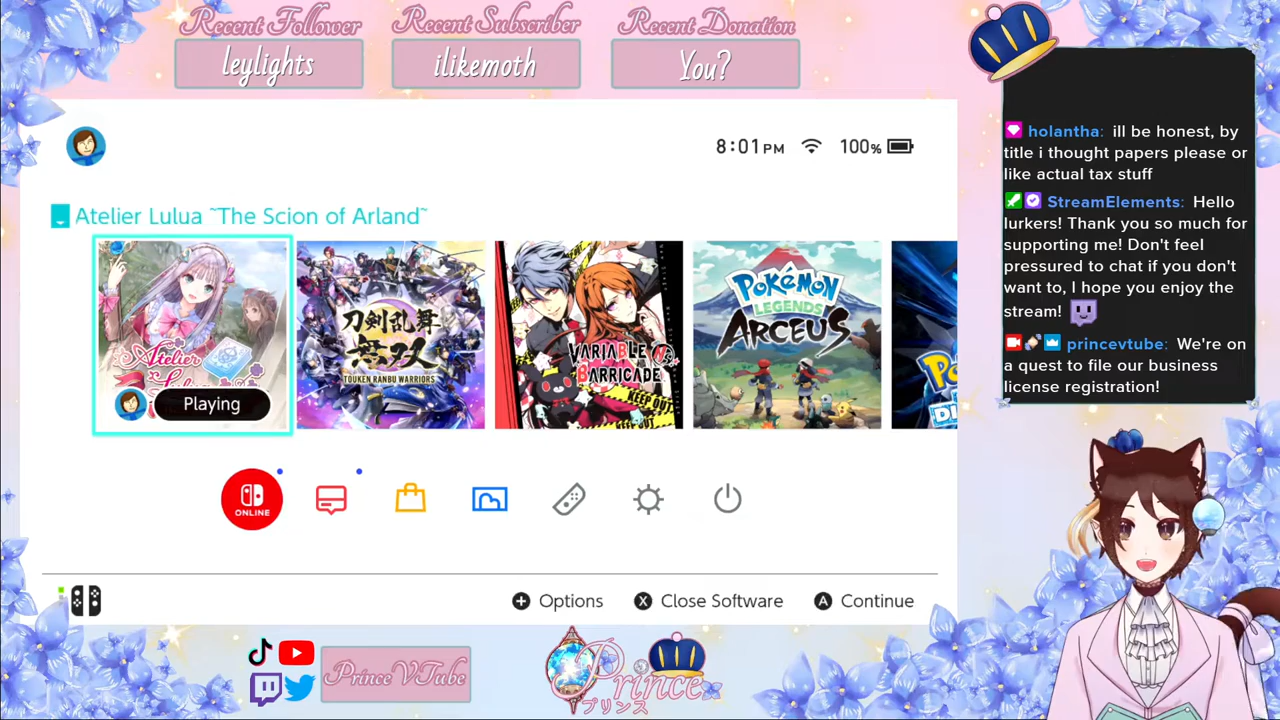 Recent Follower
leylights
Recent Subscriber
ilikemoth
Recent Donation
You?
8:01 PM
100%
Atelier Lulua ~The Scion of Arland~
Atelier
Lulua
Playing
刀剣乱舞
無双
TOUKEN RANBU WARRIORS
VARIABLE
BARRICADE
NS
KEEP OUT
POKéMON
LEGENDS
ARCEUS
ONLINE
Options
Close Software
Continue
holantha: ill be honest, by
title i thought papers please or
like actual tax stuff
StreamElements: Hello
lurkers! Thank you so much for
supporting me! Don't feel
pressured to chat if you don't
want to, I hope you enjoy the
stream!
princevtube: We're on
a quest to file our business
license registration!
Prince VTube
Prince
プリンス